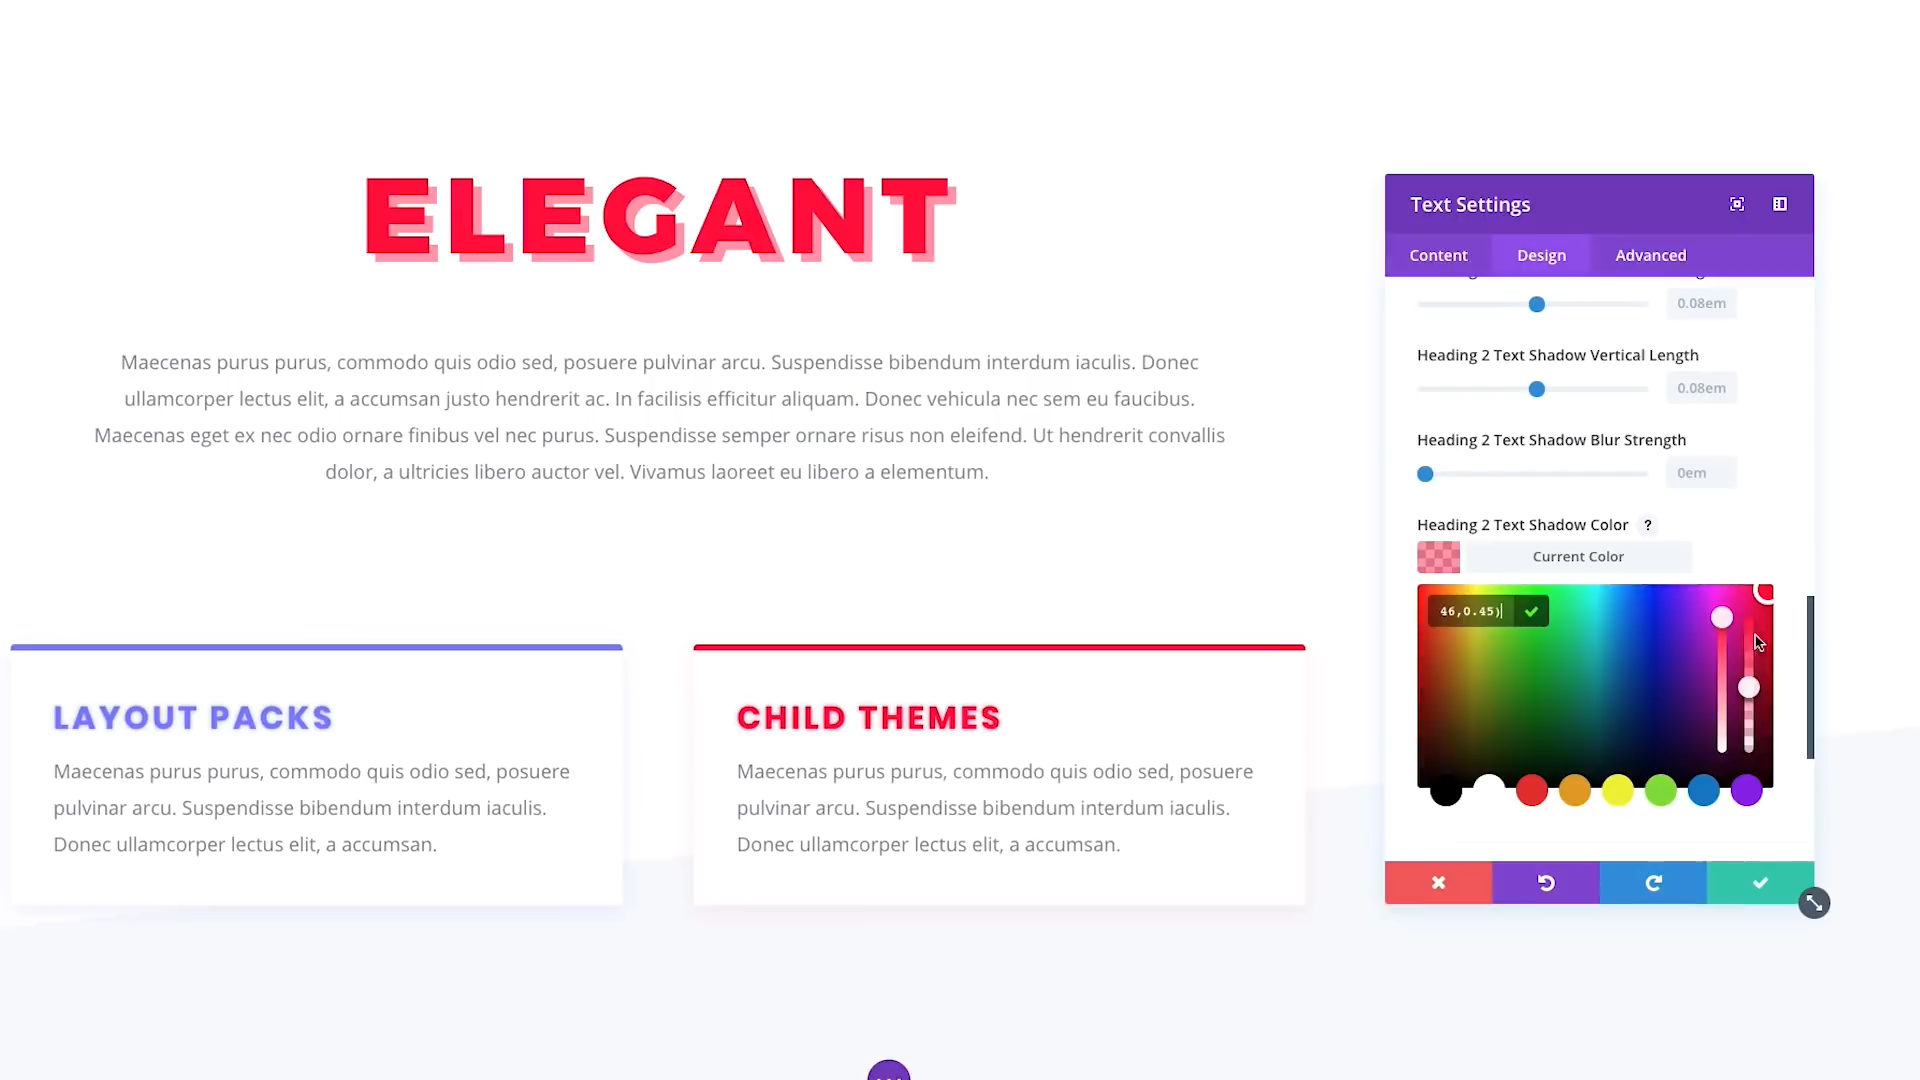 ELEGANT
Maecenas purus purus, commodo quis odio sed, posuere pulvinar arcu. Suspendisse bibendum interdum iaculis. Donec
ullamcorper lectus elit, a accumsan justo hendrerit ac. In facilisis efficitur aliquam. Donec vehicula nec sem eu faucibus.
Maecenas eget ex nec odio ornare finibus vel nec purus. Suspendisse semper ornare risus non eleifend. Ut hendrerit convallis
dolor, a ultricies libero auctor vel. Vivamus laoreet eu libero a elementum.
LAYOUT PACKS
Maecenas purus purus, commodo quis odio sed, posuere
pulvinar arcu. Suspendisse bibendum interdum iaculis.
Donec ullamcorper lectus elit, a accumsan.
CHILD THEMES
Maecenas purus purus, commodo quis odio sed, posuere
pulvinar arcu. Suspendisse bibendum interdum iaculis.
Donec ullamcorper lectus elit, a accumsan.
Text Settings
Content Design Advanced
0.08em
Heading 2 Text Shadow Vertical Length
0.08em
Heading 2 Text Shadow Blur Strength
0em
Heading 2 Text Shadow Color ?
Current Color
46,0.45)